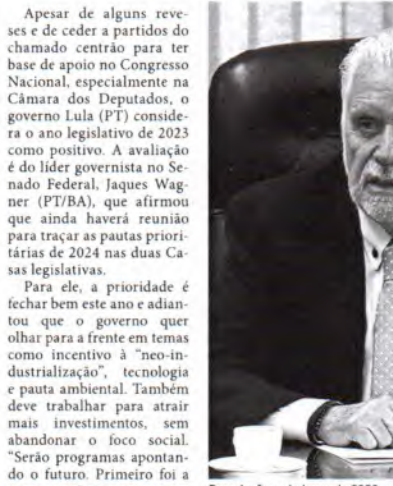 Apesar de alguns reve-
ses e de ceder a partidos do
chamado centrão para ter
base de apoio no Congresso
Nacional, especialmente na
Câmara dos Deputados, o
governo Lula (PT) conside-
ra o ano legislativo de 2023
como positivo. A avaliação
é do líder governista no Se-
nado Federal, Jaques Wag-
ner (PT/BA), que afirmou
que ainda haverá reunião
para traçar as pautas priori-
tárias de 2024 nas duas Ca-
sas legislativas.
Para ele, a prioridade é
fechar bem este ano e adian-
tou que o governo quer
olhar para a frente em temas
como incentivo à "neo-in-
dustrialização", tecnologia
e pauta ambiental. Também
deve trabalhar para atrair
mais investimentos, sem
abandonar o foco social.
"Serão programas apontan-
do o futuro. Primeiro foi a